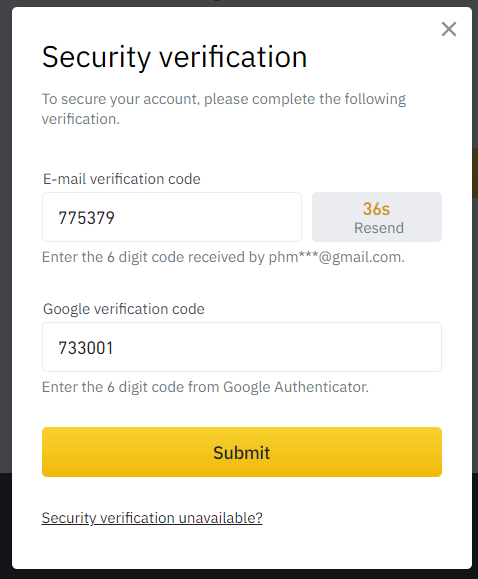 Security verification
To secure your account, please complete the following
verification.
E-mail verification code
775379
36s
Resend
Enter the 6 digit code received by phm***@gmail.com.
Google verification code
733001
Enter the 6 digit code from Google Authenticator.
Submit
Security verification unavailable?